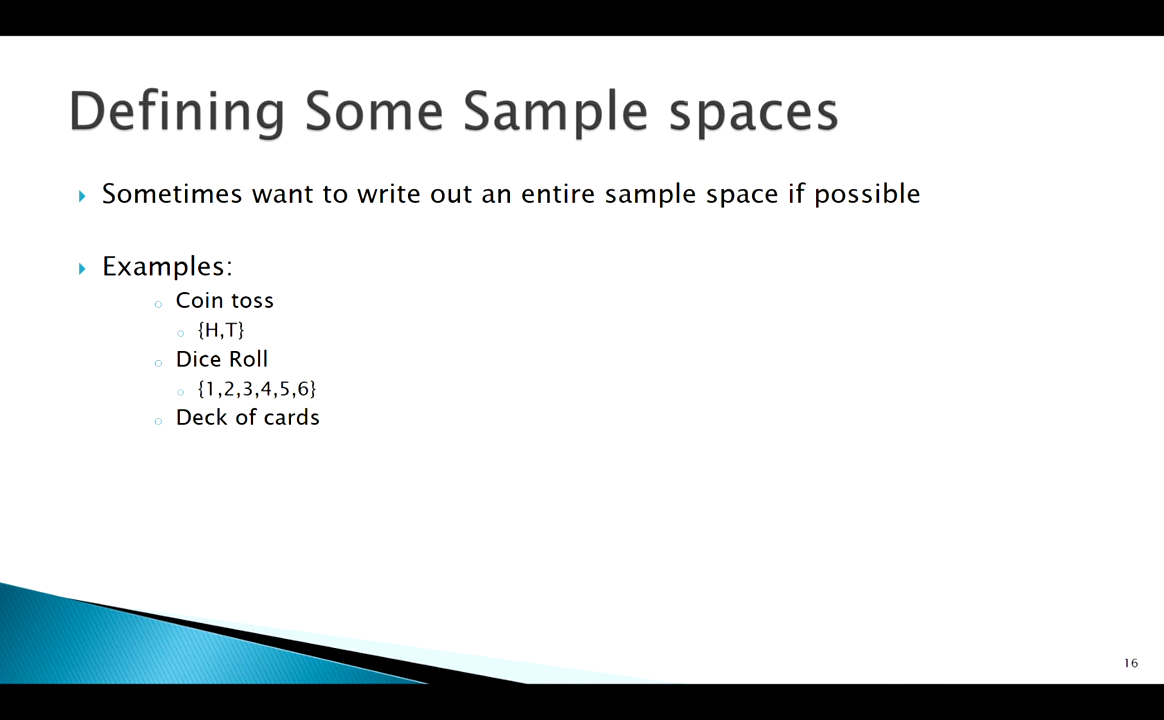 Defining Some Sample spaces
Sometimes want to write out an entire sample space if possible
Examples:
Coin toss
{H,T}
Dice Roll
{1,2,3,4,5,6}
Deck of cards
16